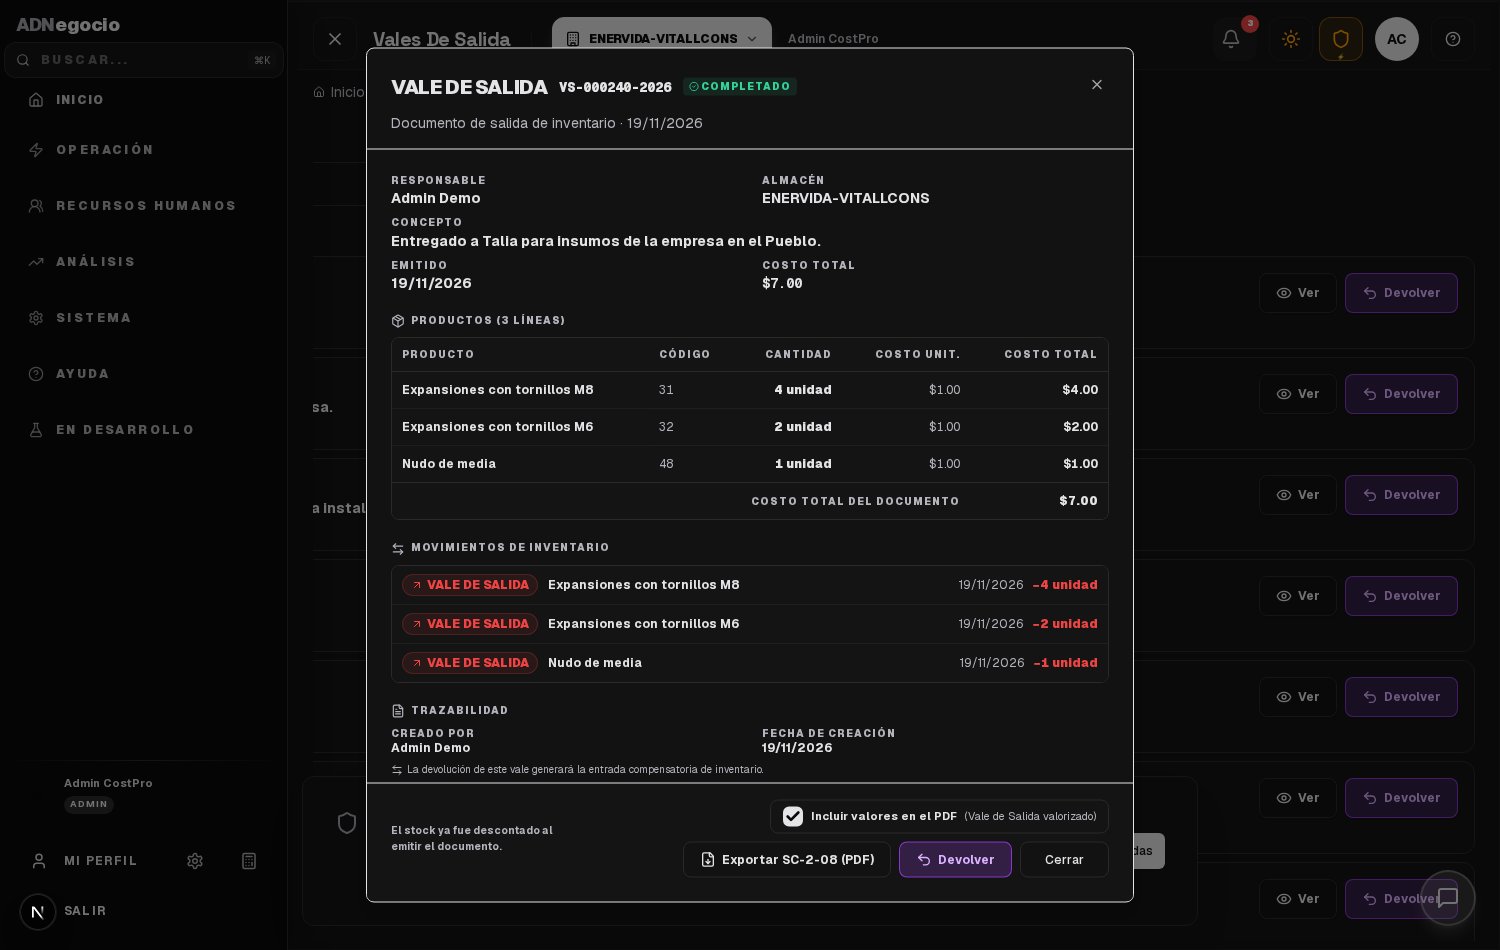 ADNegocio
BUSCAR... ⌘K
INICIO
OPERACIÓN
RECURSOS HUMANOS
ANÁLISIS
SISTEMA
AYUDA
EN DESARROLLO
Admin CostPro
ADMIN
MI PERFIL
N SALIR
Vales De Salida
ENERVIDA-VITALLCONS
Admin CostPro
3
AC
Inicio
VALE DE SALIDA VS-000240-2026 COMPLETADO
Documento de salida de inventario · 19/11/2026
RESPONSABLE ALMACÉN
Admin Demo ENERVIDA-VITALLCONS
CONCEPTO
Entregado a Talia para insumos de la empresa en el Pueblo.
EMITIDO COSTO TOTAL
19/11/2026 $7.00
PRODUCTOS (3 LÍNEAS)
PRODUCTO CÓDIGO CANTIDAD COSTO UNIT. COSTO TOTAL
Expansiones con tornillos M8 31 4 unidad $1.00 $4.00
Expansiones con tornillos M6 32 2 unidad $1.00 $2.00
Nudo de media 48 1 unidad $1.00 $1.00
COSTO TOTAL DEL DOCUMENTO $7.00
MOVIMIENTOS DE INVENTARIO
VALE DE SALIDA Expansiones con tornillos M8 19/11/2026 −4 unidad
VALE DE SALIDA Expansiones con tornillos M6 19/11/2026 −2 unidad
VALE DE SALIDA Nudo de media 19/11/2026 −1 unidad
TRAZABILIDAD
CREADO POR FECHA DE CREACIÓN
Admin Demo 19/11/2026
La devolución de este vale generará la entrada compensatoria de inventario.
El stock ya fue descontado al
emitir el documento.
Incluir valores en el PDF (Vale de Salida valorizado)
Exportar SC-2-08 (PDF) Devolver Cerrar
Ver Devolver
sa. Ver Devolver
a instal Ver Devolver
Ver Devolver
Ver Devolver
Ver Devolver
das
Ver Devolver